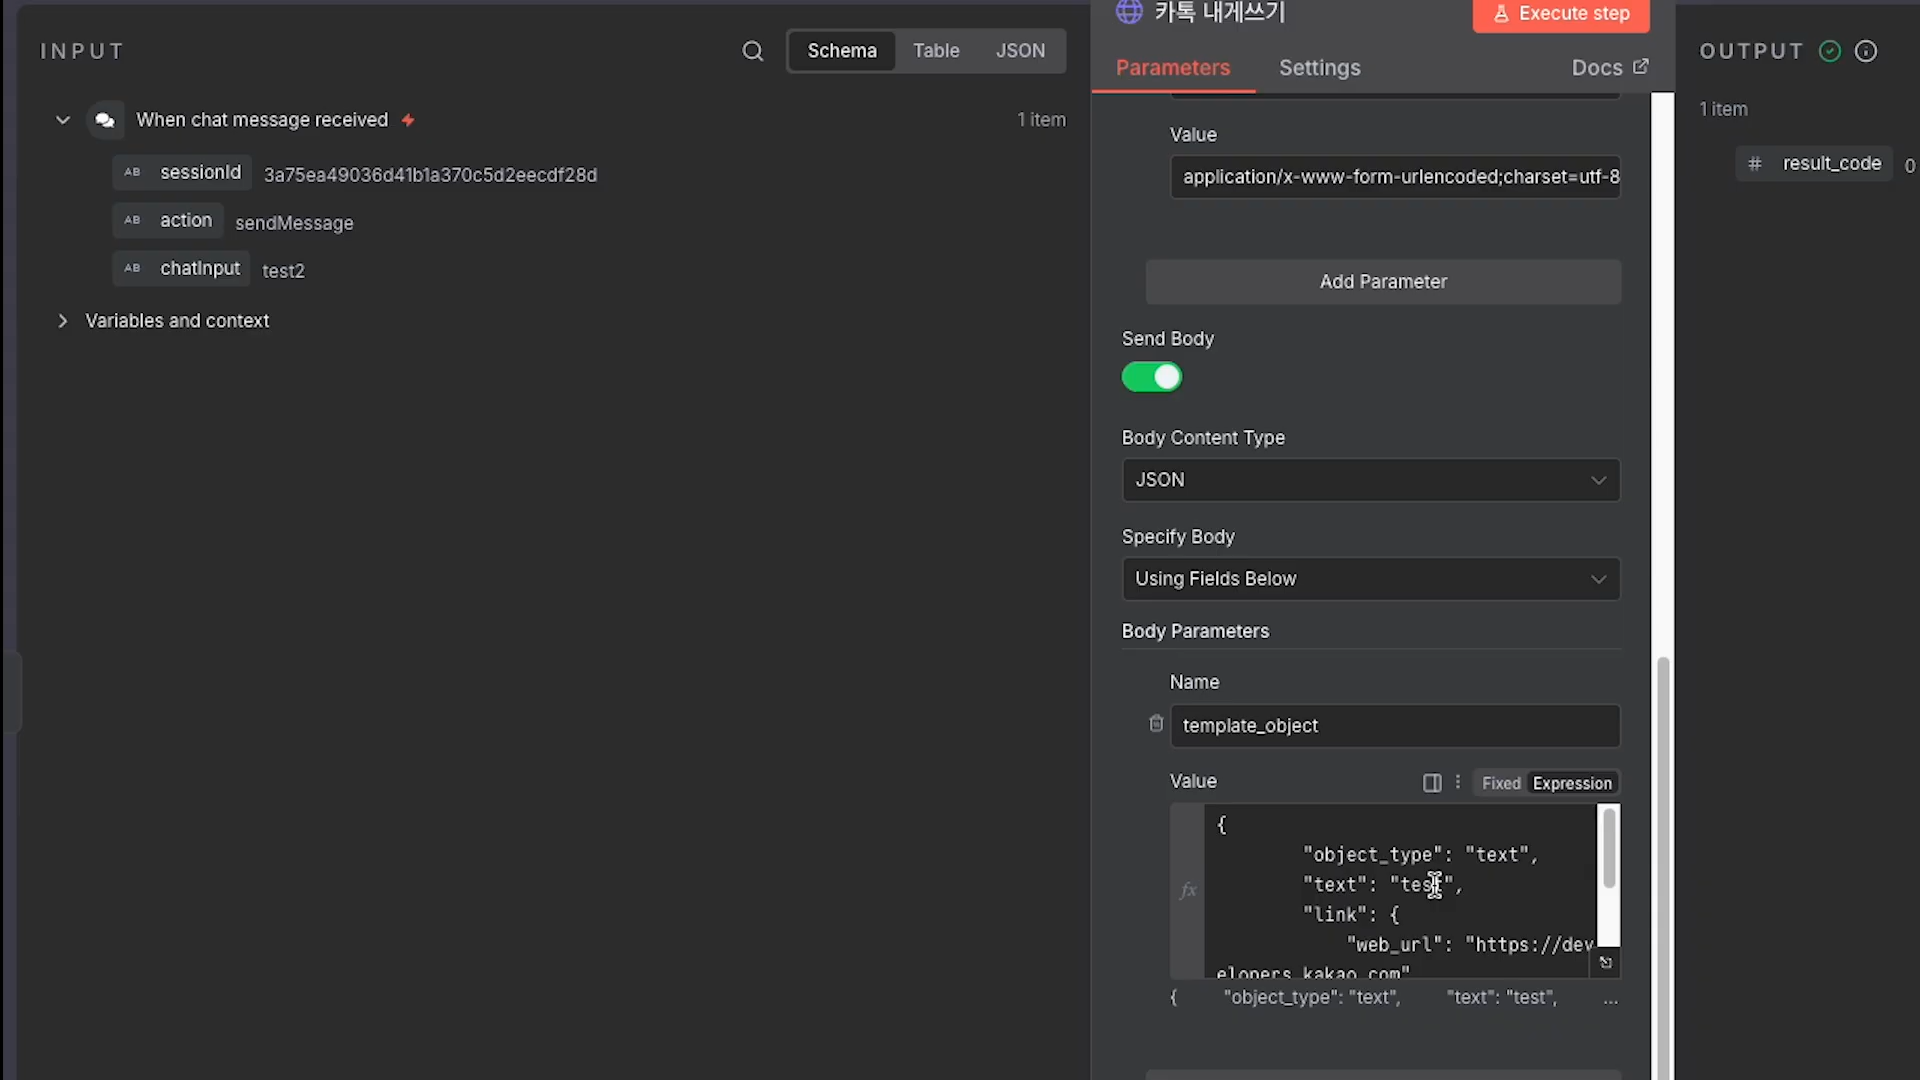 INPUT
Schema
Table
JSON
When chat message received
1 item
AB sessionId 3a75ea49036d41b1a370c5d2eecdf28d
AB action sendMessage
AB chatInput test2
Variables and context
카톡 내게쓰기
Execute step
Parameters
Settings
Docs
Value
application/x-www-form-urlencoded;charset=utf-8
Add Parameter
Send Body
Body Content Type
JSON
Specify Body
Using Fields Below
Body Parameters
Name
template_object
Value
Fixed
Expression
fx
{
"object_type": "text",
"text": "test",
"link": {
"web_url": "https://dev
elopers.kakao.com"
{ "object_type": "text", "text": "test", ...
OUTPUT
1 item
# result_code 0